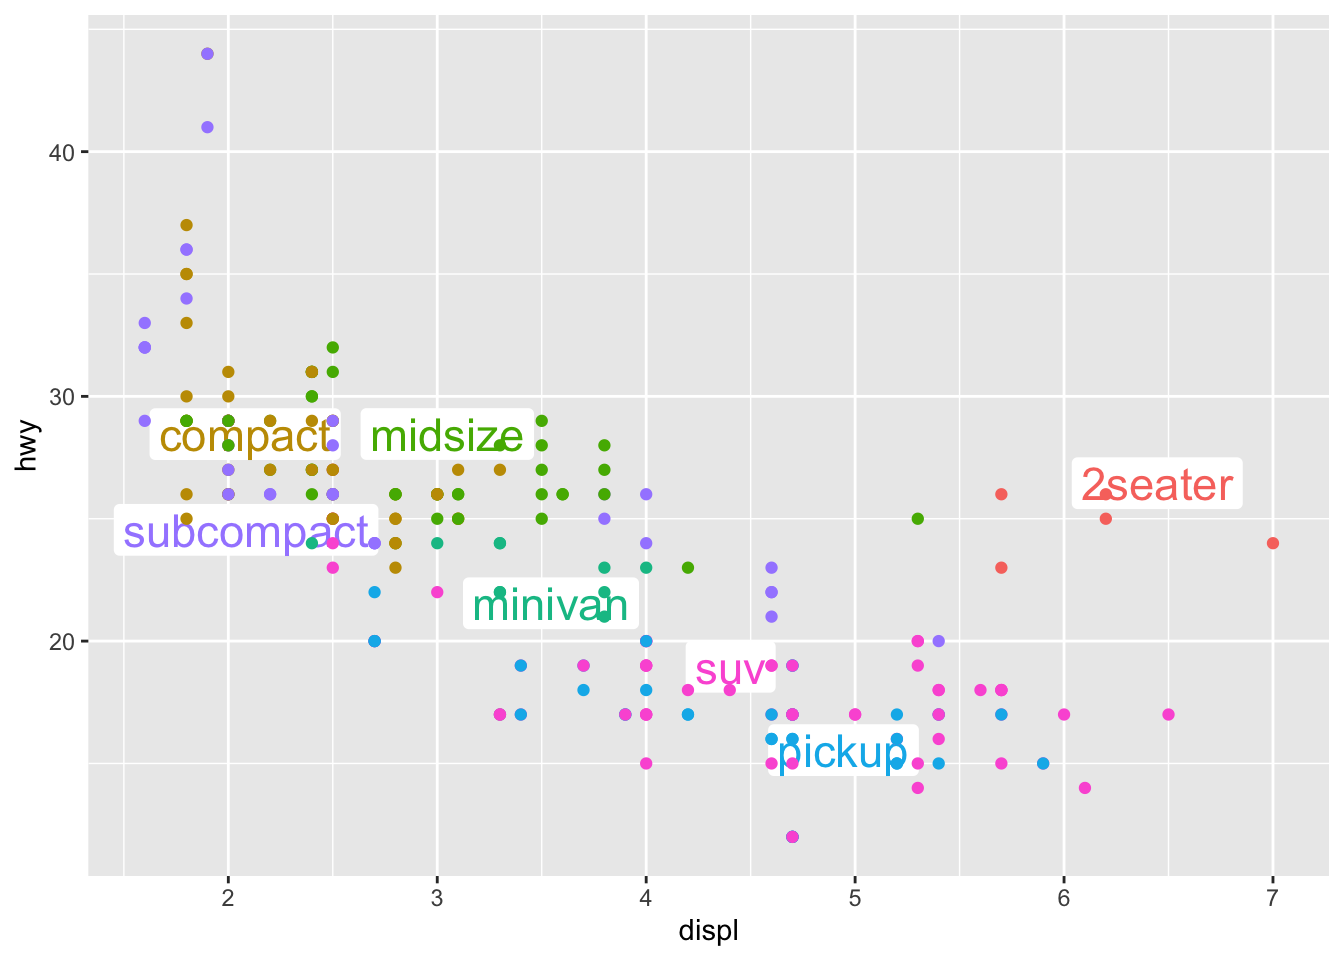 40
30
20
hwy
compact
midsize
2seater
subcompact
minivan
suv
pickup
2 3 4 5 6 7
displ